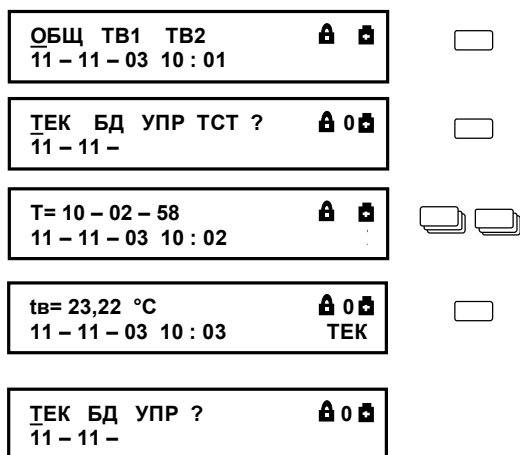 ОБЩ ТВ1 ТВ2
11 – 11 – 03 10 : 01
ТЕК БД УПР ТСТ ? 0
11 – 11 –
Т= 10 – 02 – 58
11 – 11 – 03 10 : 02
tв= 23,22 °С 0
11 – 11 – 03 10 : 03 ТЕК
ТЕК БД УПР ? 0
11 – 11 –